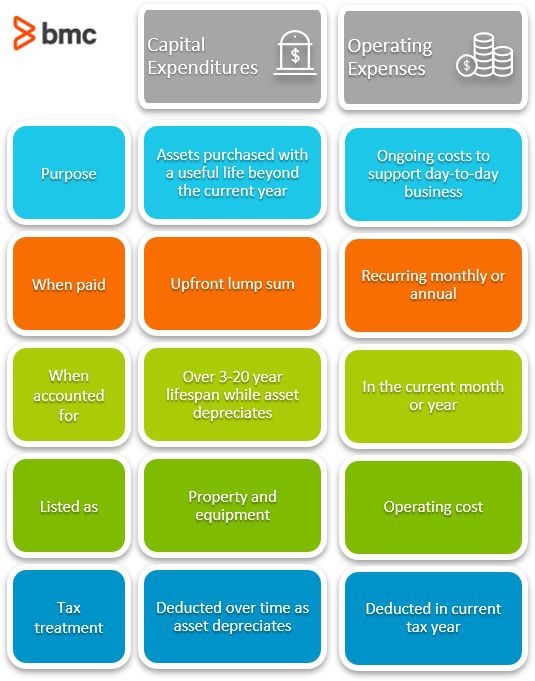 bmc
Capital
Expenditures
$
Operating
Expenses
$
Purpose
Assets purchased with
a useful life beyond
the current year
Ongoing costs to
support day-to-day
business
When paid
Upfront lump sum
Recurring monthly or
annual
When
accounted
for
Over 3-20 year
lifespan while asset
depreciates
In the current month
or year
Listed as
Property and
equipment
Operating cost
Tax
treatment
Deducted over time as
asset depreciates
Deducted in current
tax year